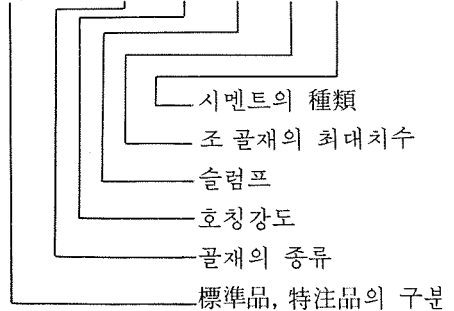 시멘트의 種類
조 골재의 최대치수
슬럼프
호칭강도
골재의 종류
標準品, 特注品의 구분